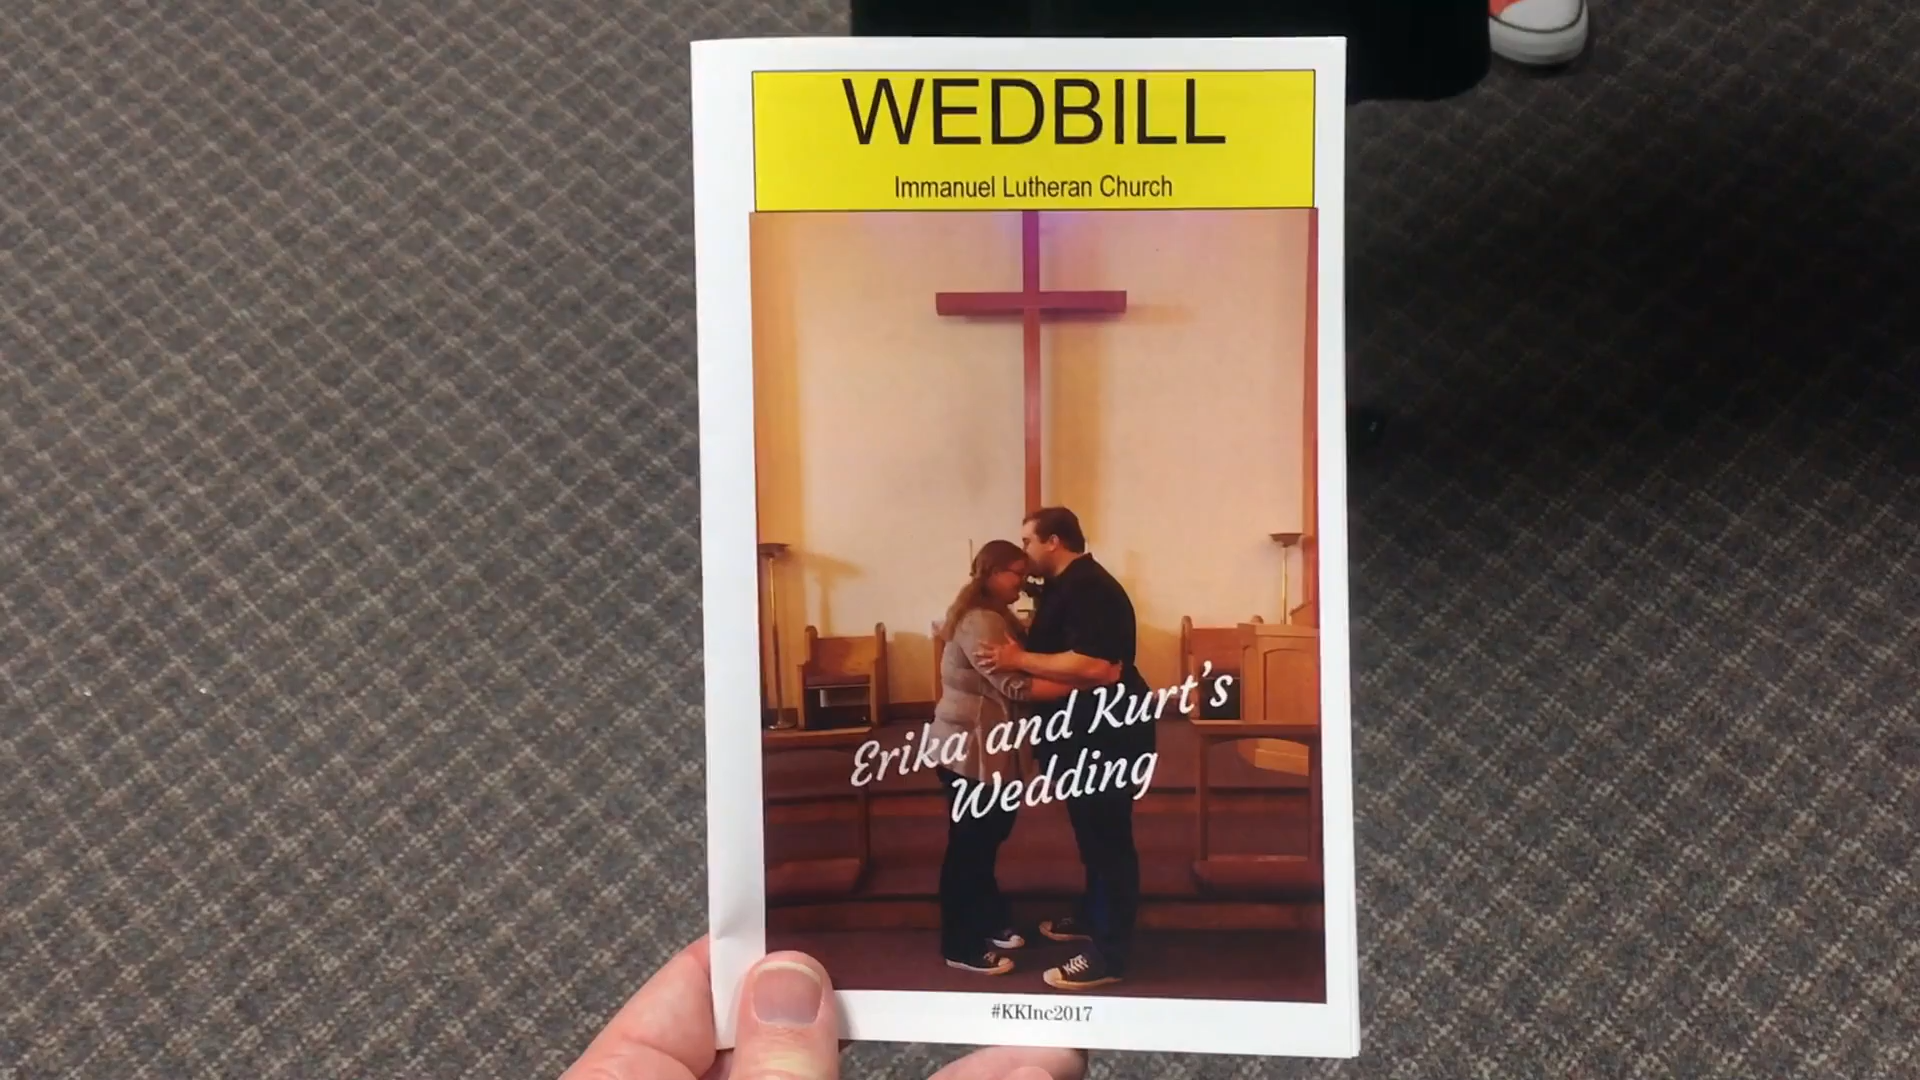 WEDBILL
Immanuel Lutheran Church
Erika and Kurt's
Wedding
#KKInc2017